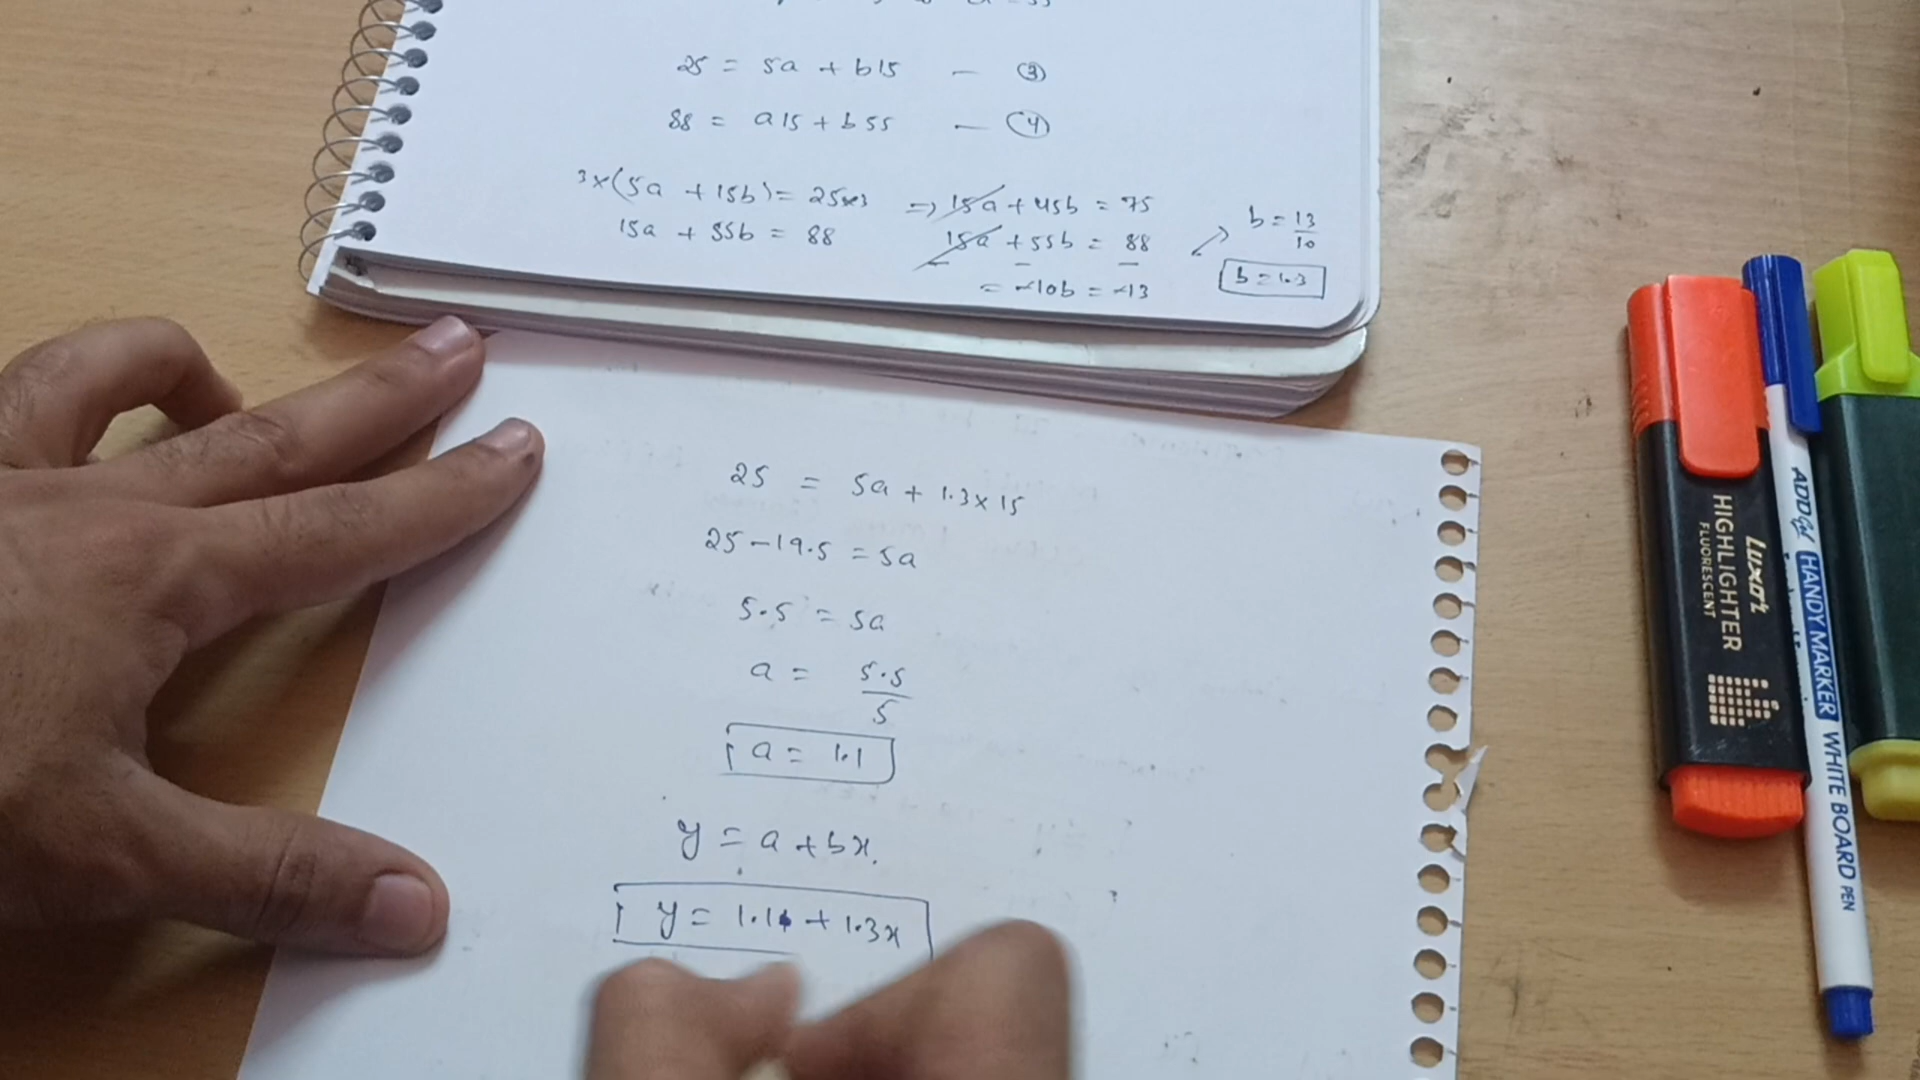 25 = 5a + b15 — ③
88 = a15 + b55 — ④
3×(5a + 15b) = 25×3 ⇒ 15a + 45b = 75
15a + 55b = 88 15a + 55b = 88
= -10b = -13
b = 13/10
b = 1.3
25 = 5a + 1.3×15
25 - 19.5 = 5a
5.5 = 5a
a = 5.5/5
a = 1.1
y = a + bx.
y = 1.1 + 1.3x
Luxor
HIGHLIGHTER
FLUORESCENT
ADD Gel HANDY MARKER WHITE BOARD PEN